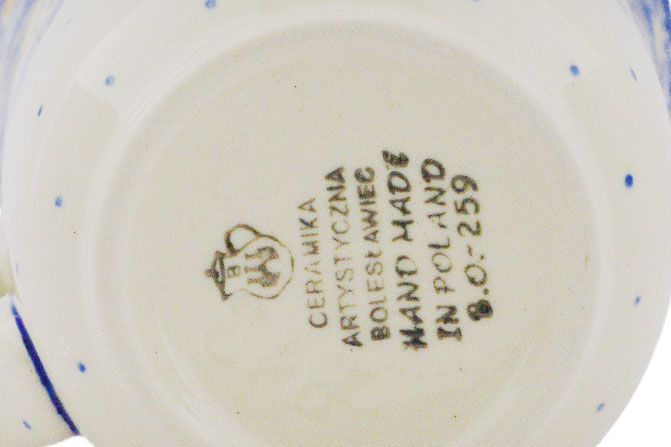 B
CERAMIKA
ARTYSTYCZNA
BOLESŁAWIEC
HAND MADE
IN POLAND
B.O.-259